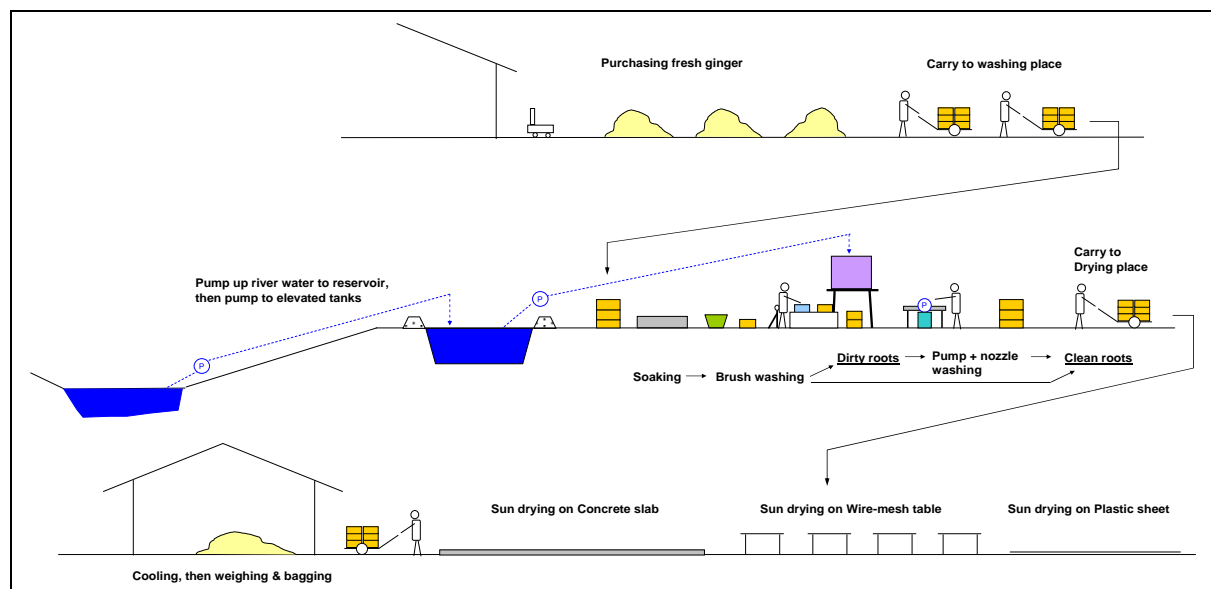 Purchasing fresh ginger
Carry to washing place
Pump up river water to reservoir,
then pump to elevated tanks
P
P
P
Carry to
Drying place
Soaking
Brush washing
Dirty roots
Pump + nozzle
washing
Clean roots
Sun drying on Concrete slab
Sun drying on Wire-mesh table
Sun drying on Plastic sheet
Cooling, then weighing & bagging